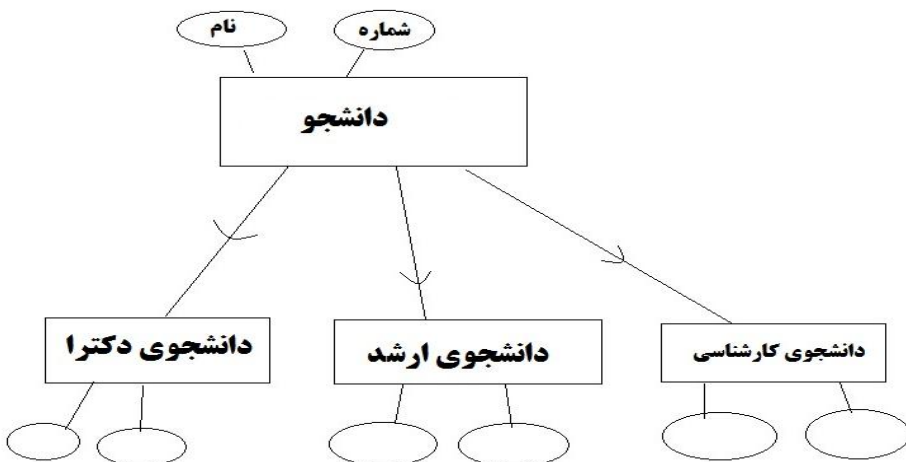 شماره
نام
دانشجو
دانشجوی کارشناسی
دانشجوی ارشد
دانشجوی دکترا